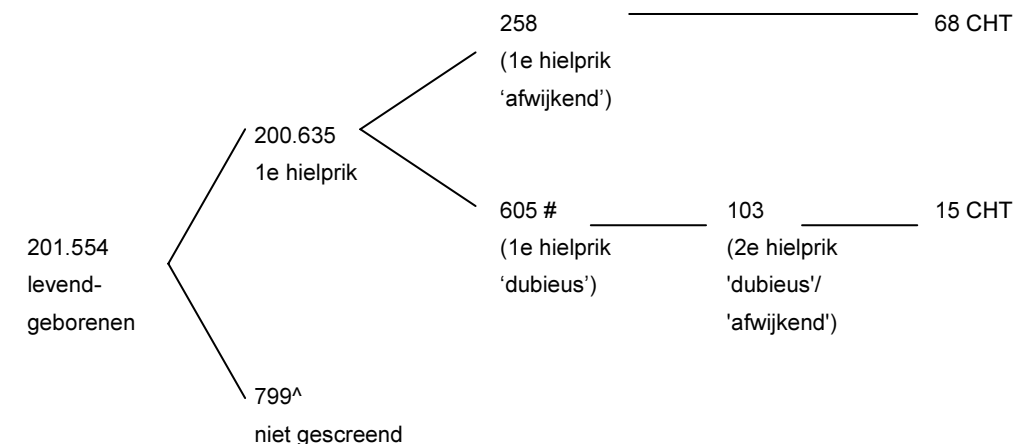 258
(1e hielprik
‘afwijkend’)
68 CHT
200.635
1e hielprik
605 #
(1e hielprik
‘dubieus’)
103
(2e hielprik
'dubieus'/
'afwijkend')
15 CHT
201.554
levend-
geborenen
799^
niet gescreend